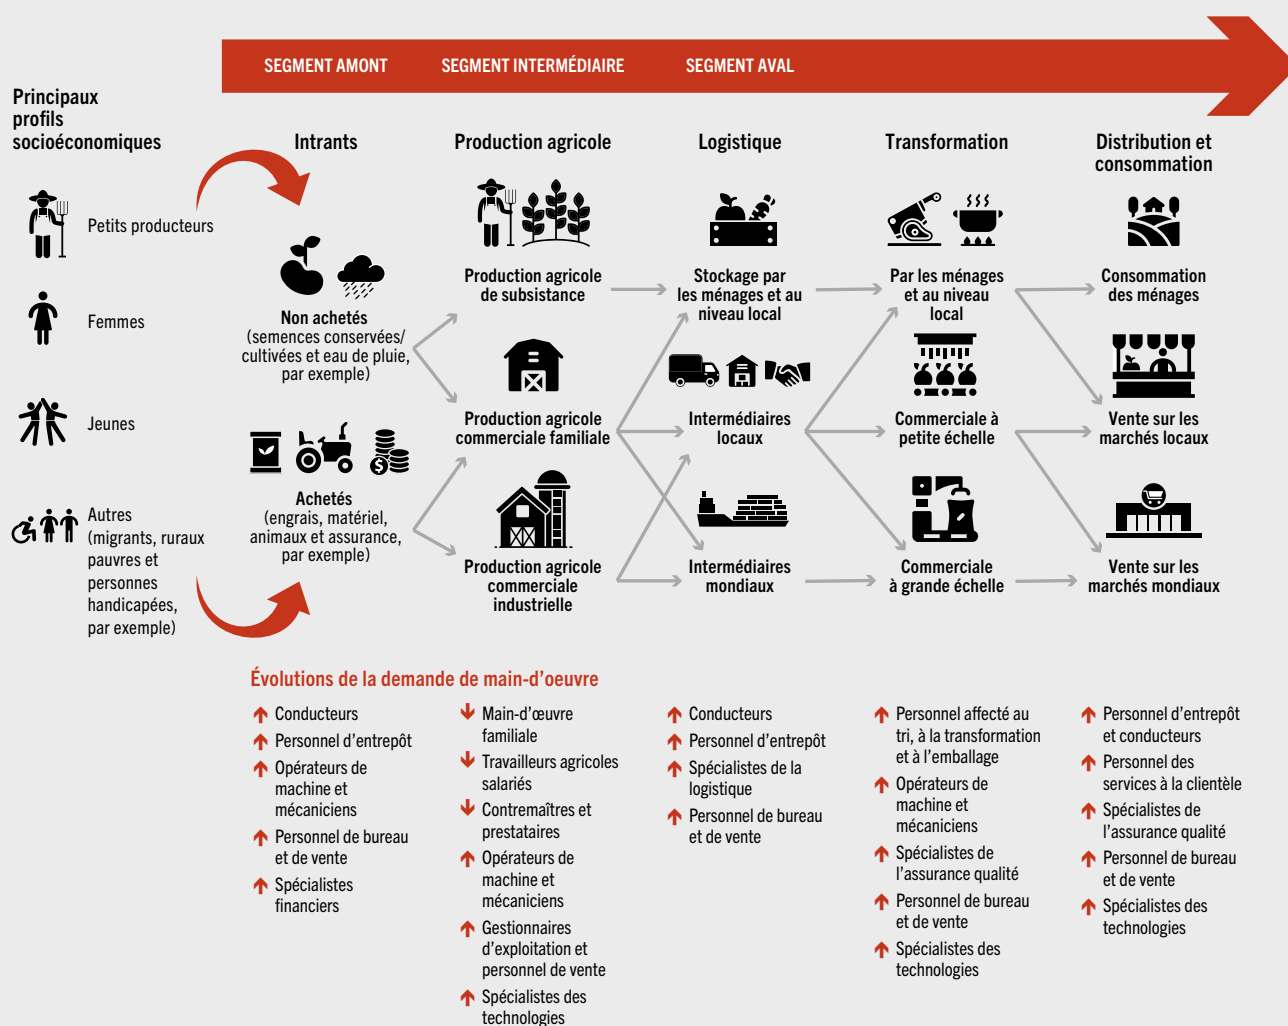 SEGMENT AMONT
SEGMENT INTERMÉDIAIRE
SEGMENT AVAL
Principaux
profils
socioéconomiques
Petits producteurs
Femmes
Jeunes
Autres
(migrants, ruraux
pauvres et
personnes
handicapées,
par exemple)
Intrants
Non achetés
(semences conservées/
cultivées et eau de pluie,
par exemple)
Achetés
(engrais, matériel,
animaux et assurance,
par exemple)
Production agricole
Production agricole
de subsistance
Production agricole
commerciale familiale
Production agricole
commerciale
industrielle
Logistique
Stockage par
les ménages et au
niveau local
Intermédiaires
locaux
Intermédiaires
mondiaux
Transformation
Par les ménages
et au niveau
local
Commerciale à
petite échelle
Commerciale
à grande échelle
Distribution et
consommation
Consommation
des ménages
Vente sur les
marchés locaux
Vente sur les
marchés mondiaux
Évolutions de la demande de main-d'oeuvre
Conducteurs
Personnel d'entrepôt
Opérateurs de
machine et
mécaniciens
Personnel de bureau
et de vente
Spécialistes
financiers
Main-d'œuvre
familiale
Travailleurs agricoles
salariés
Contremaîtres et
prestataires
Opérateurs de
machine et
mécaniciens
Gestionnaires
d'exploitation et
personnel de vente
Spécialistes des
technologies
Conducteurs
Personnel d'entrepôt
Spécialistes de la
logistique
Personnel de bureau
et de vente
Personnel affecté au
tri, à la transformation
et à l'emballage
Opérateurs de
machine et
mécaniciens
Spécialistes de
l'assurance qualité
Personnel de bureau
et de vente
Spécialistes des
technologies
Personnel d'entrepôt
et conducteurs
Personnel des
services à la clientèle
Spécialistes de
l'assurance qualité
Personnel de bureau
et de vente
Spécialistes des
technologies